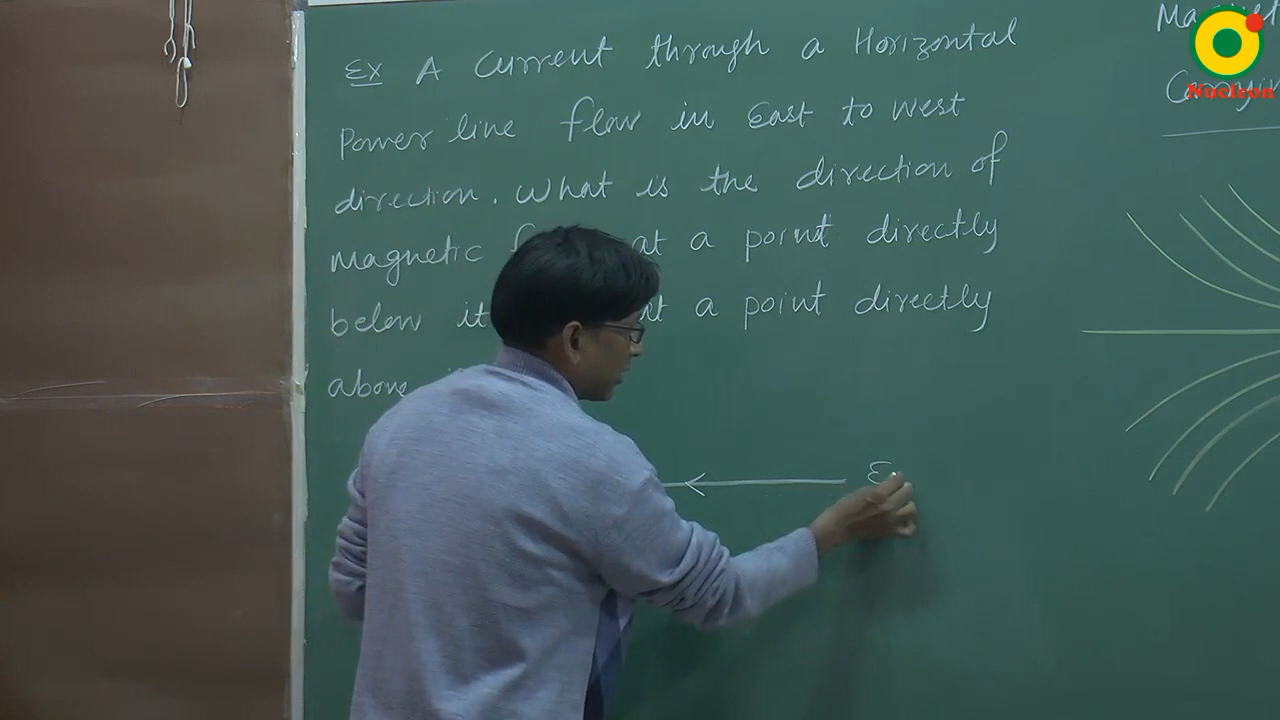 Ex A current through a Horizontal
Power line flow in East to West
direction. What is the direction of
Magnetic at a point directly
below it a point directly
above
E
Nucleon